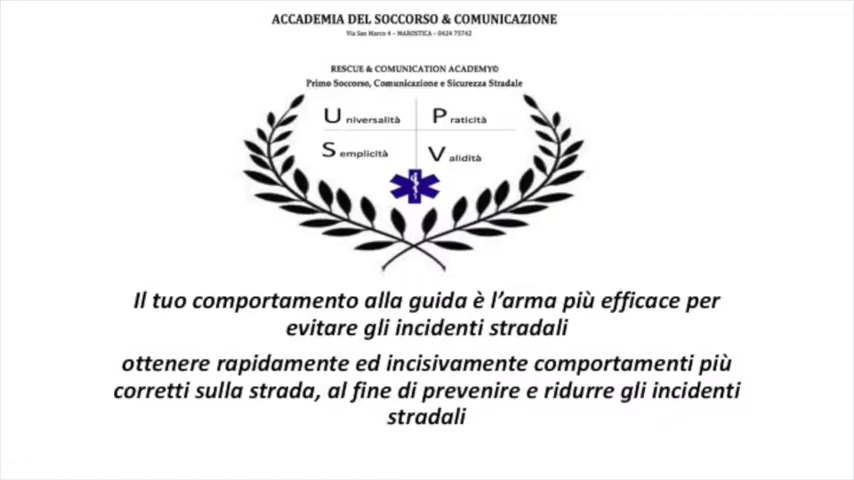 ACCADEMIA DEL SOCCORSO & COMUNICAZIONE
Via San Marco 4 – MAROSTICA – 0424 75742
RESCUE & COMUNICATION ACADEMY©
Primo Soccorso, Comunicazione e Sicurezza Stradale
Universalità Praticità
Semplicità Validità
Il tuo comportamento alla guida è l’arma più efficace per
evitare gli incidenti stradali
ottenere rapidamente ed incisivamente comportamenti più
corretti sulla strada, al fine di prevenire e ridurre gli incidenti
stradali